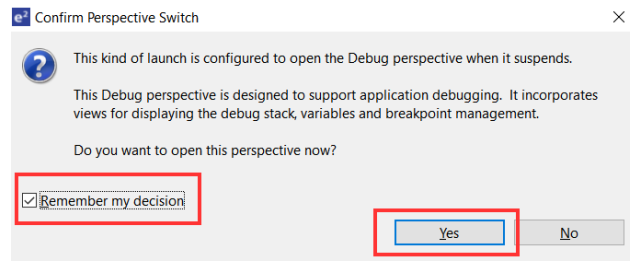 e² Confirm Perspective Switch
This kind of launch is configured to open the Debug perspective when it suspends.
This Debug perspective is designed to support application debugging. It incorporates
views for displaying the debug stack, variables and breakpoint management.
Do you want to open this perspective now?
Remember my decision
Yes No